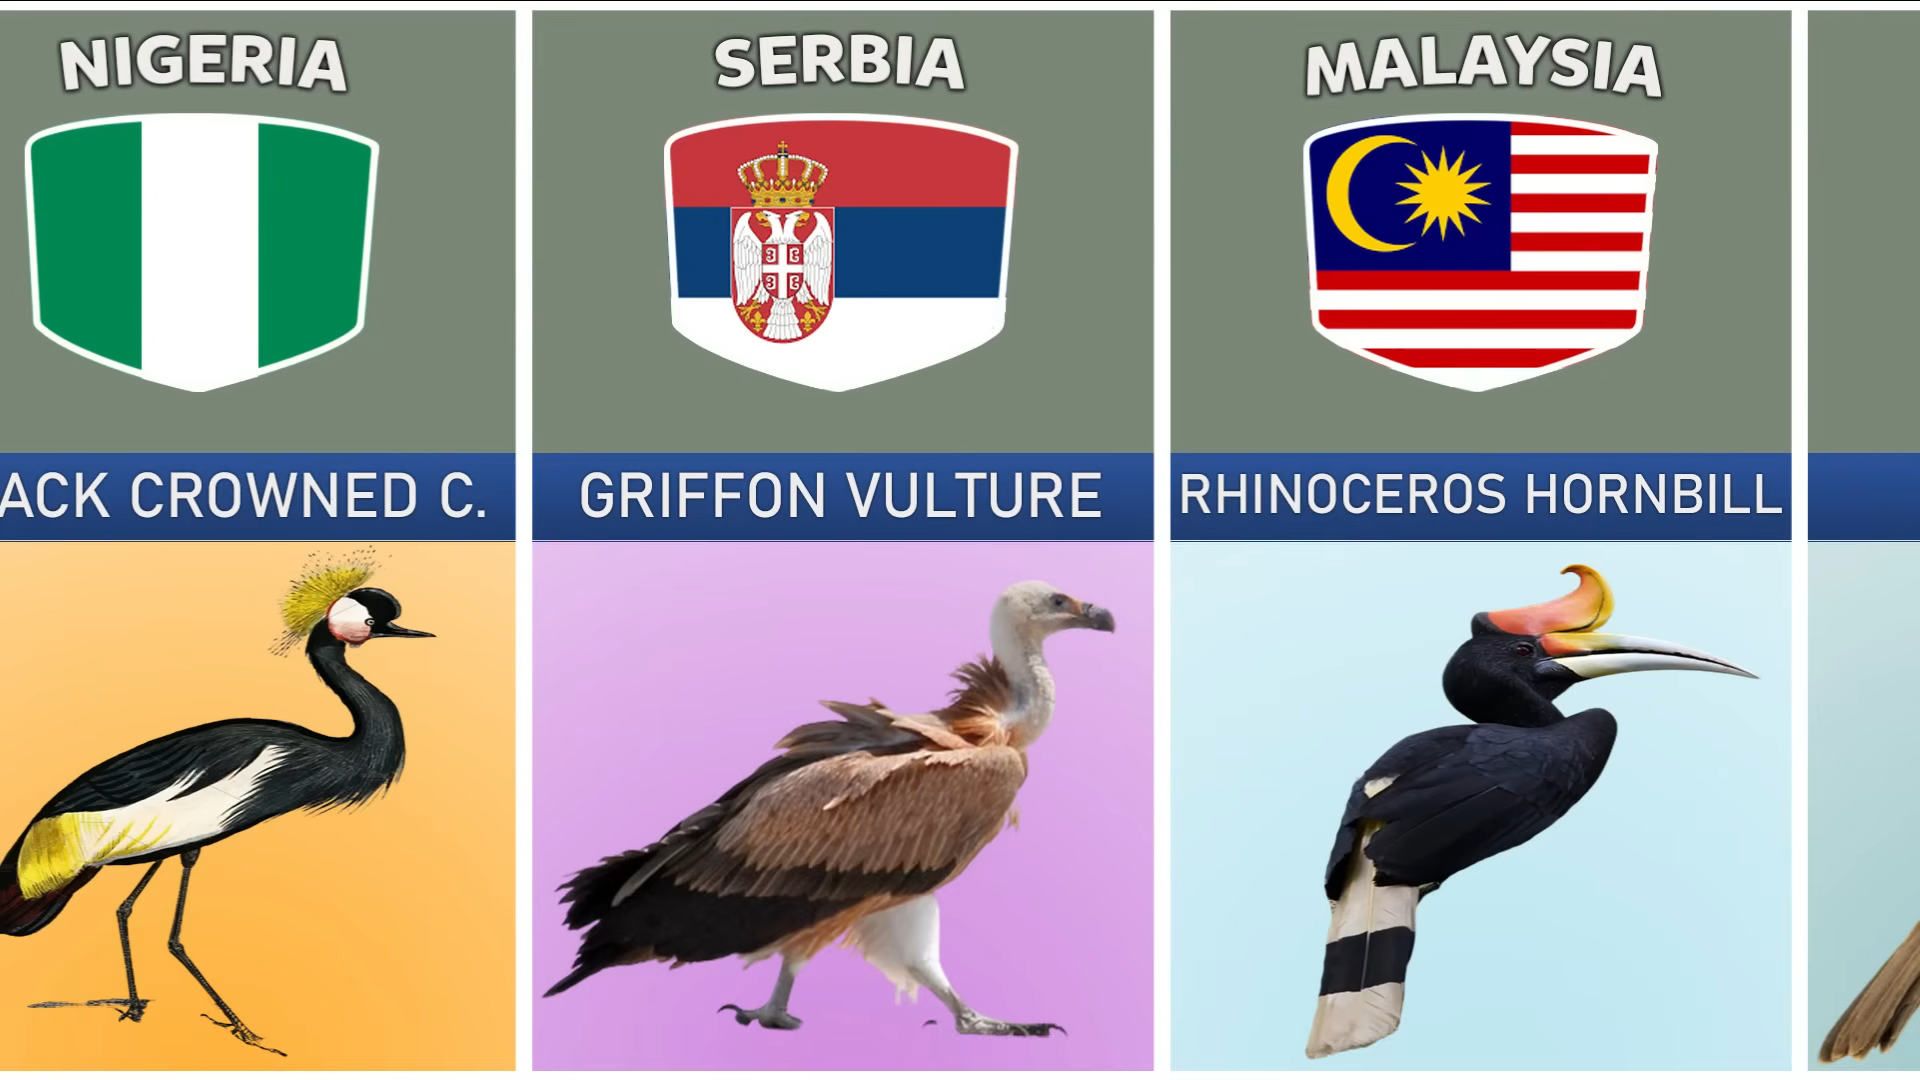 NIGERIA
SERBIA
MALAYSIA
ACK CROWNED C.
GRIFFON VULTURE
RHINOCEROS HORNBILL